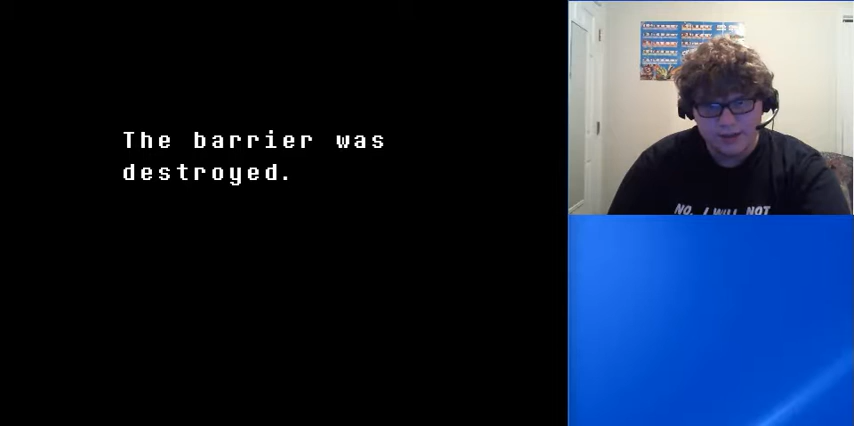 The barrier was
destroyed.
NO, I WILL NOT